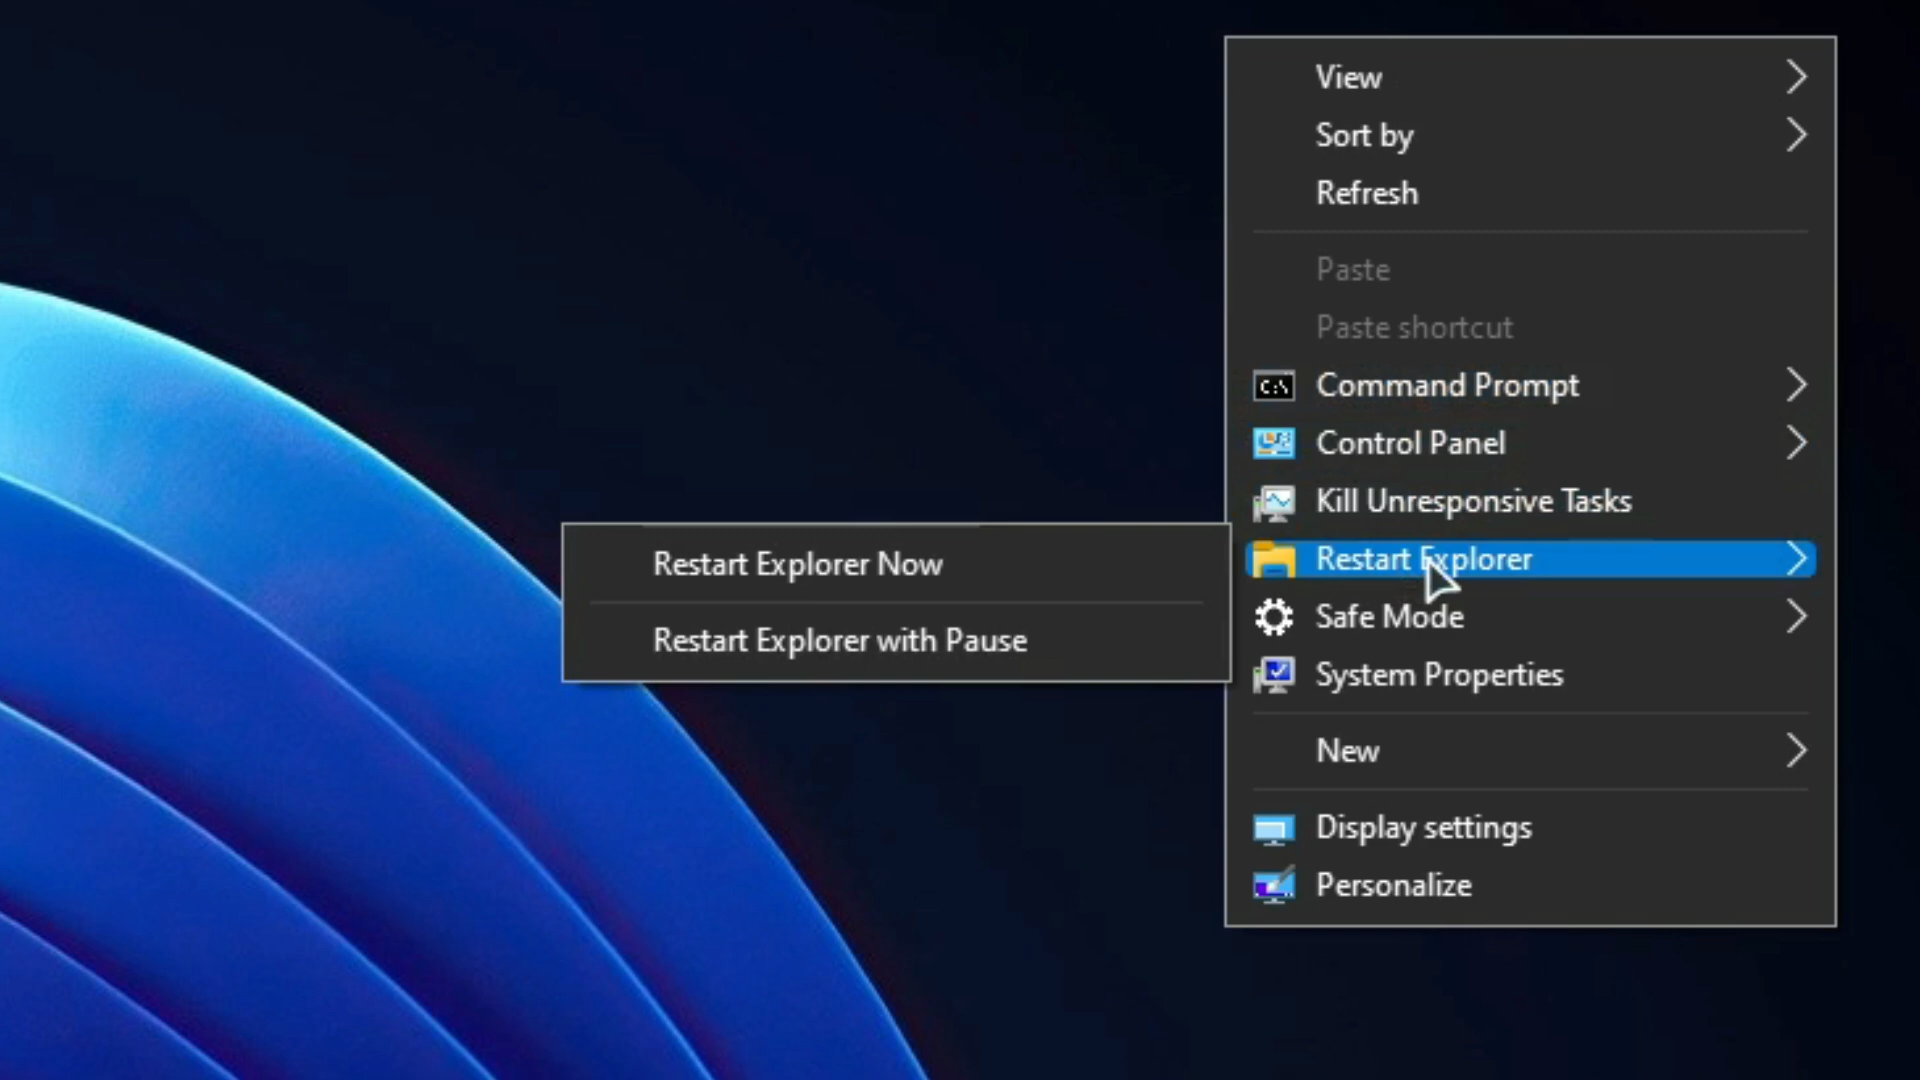 View
Sort by
Refresh
Paste
Paste shortcut
C:\
Command Prompt
Control Panel
Kill Unresponsive Tasks
Restart Explorer
Restart Explorer Now
Restart Explorer with Pause
Safe Mode
System Properties
New
Display settings
Personalize